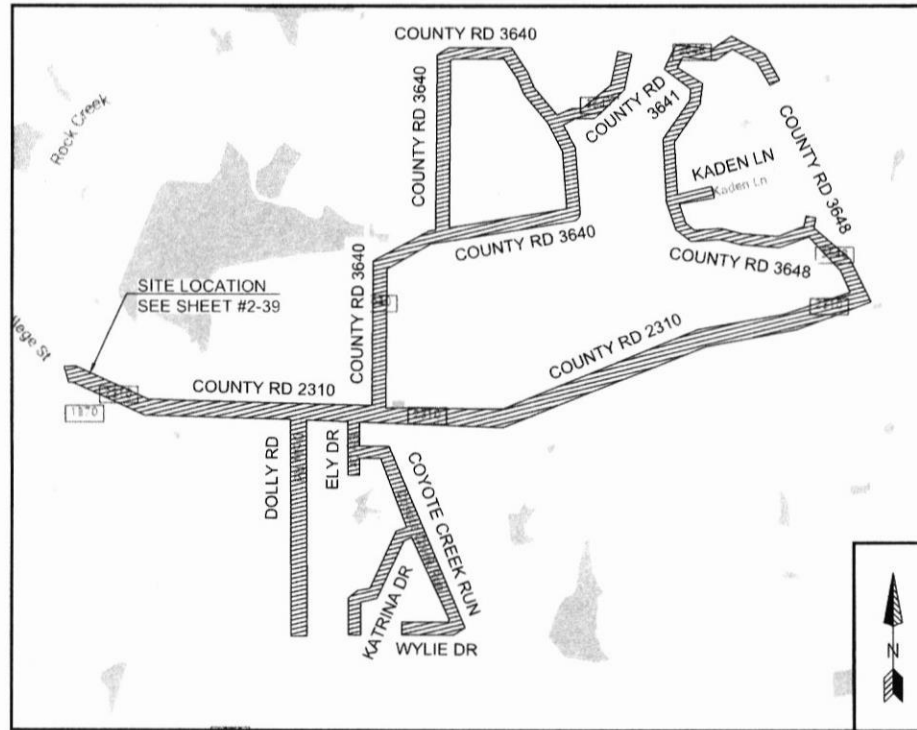 COUNTY RD 3640
Rock Creek
COUNTY RD 3640
COUNTY RD
3641
KADEN LN
Kaden Ln
COUNTY RD 3648
COUNTY RD 3640
COUNTY RD 3648
COUNTY RD 3640
SITE LOCATION
SEE SHEET #2-39
llege St
COUNTY RD 2310
COUNTY RD 2310
1870
DOLLY RD
ELY DR
COYOTE CREEK RUN
KATRINA DR
WYLIE DR
N